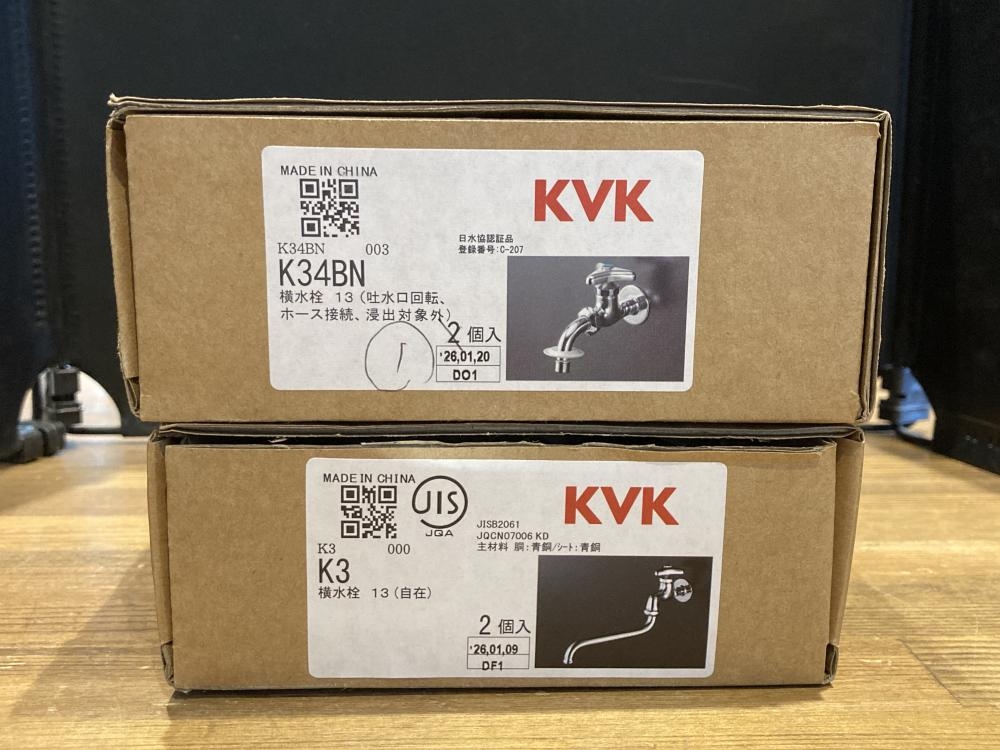 MADE IN CHINA
KVK
K34BN 003
日水協認証品
登録番号:C-207
K34BN
横水栓 13(吐水口回転、
ホース接続、浸出対象外)
2個入
1
'26,01,20
D01
MADE IN CHINA
JIS
JQA
KVK
JISB2061
JQCN07006 KD
主材料 胴:青銅/シート:青銅
K3 000
K3
横水栓 13(自在)
2個入
'26,01,09
DF1